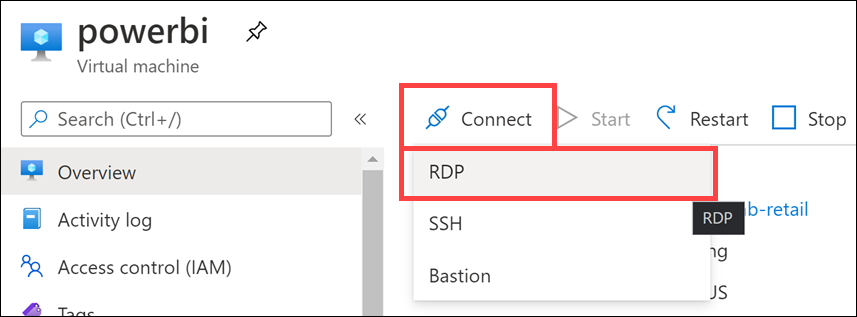 powerbi
Virtual machine
Search (Ctrl+/)
«
Connect
Start
Restart
Stop
Overview
RDP
RDP
b-retail
Activity log
SSH
ng
Access control (IAM)
Bastion
US
Tags